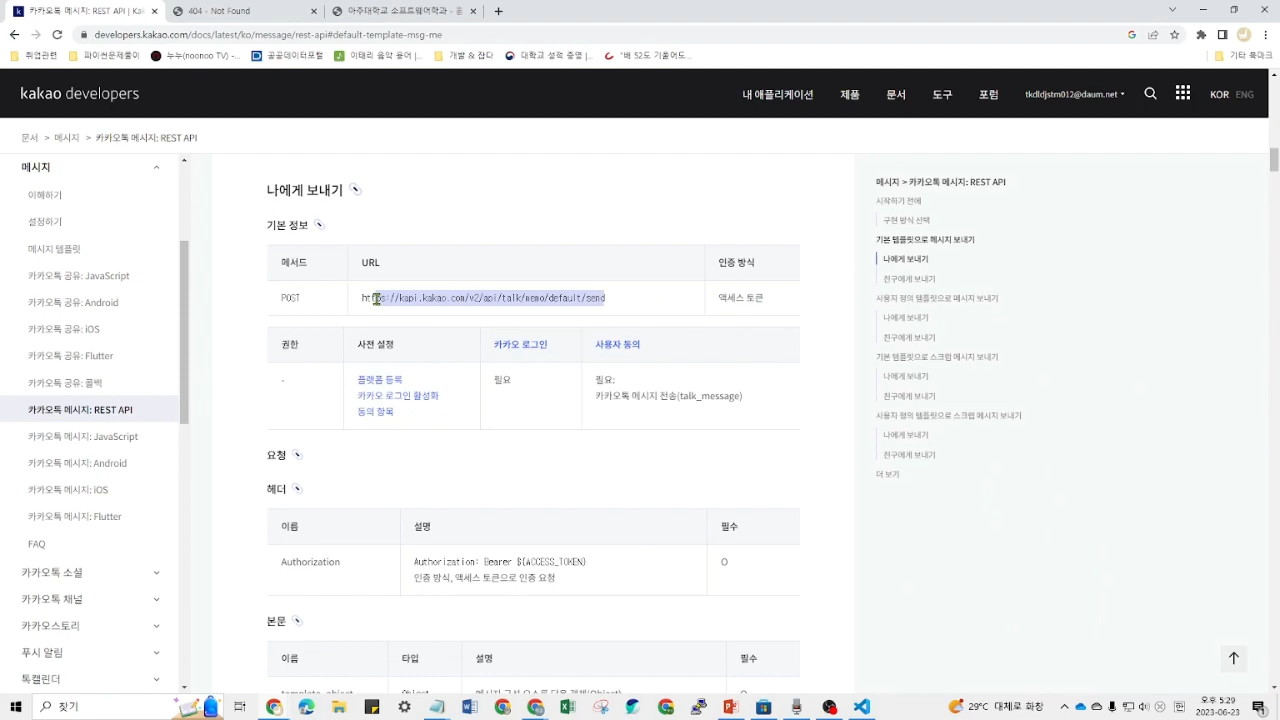 카카오톡 메시지: REST API | K
404 - Not Found
아주대학교 소프트웨어학과 - 홈
developers.kakao.com/docs/latest/ko/message/rest-api#default-template-msg-me
취업관련
파이썬문제풀이
누누(noonoo TV) -...
공공데이터포털
이태리 음악 용어 |...
개발 & 잡다
대학교 성적 증명 |...
"배 52도 기울어도...
기타 북마크
kakao developers
내 애플리케이션
제품
문서
도구
포럼
tkdldjstm012@daum.net
KOR ENG
문서 > 메시지 > 카카오톡 메시지: REST API
메시지
이해하기
설정하기
메시지 템플릿
카카오톡 공유: JavaScript
카카오톡 공유: Android
카카오톡 공유: iOS
카카오톡 공유: Flutter
카카오톡 공유: 콜백
카카오톡 메시지: REST API
카카오톡 메시지: JavaScript
카카오톡 메시지: Android
카카오톡 메시지: iOS
카카오톡 메시지: Flutter
FAQ
카카오톡 소셜
카카오톡 채널
카카오스토리
푸시 알림
톡캘린더
나에게 보내기
기본 정보
메서드 URL 인증 방식
POST https://kapi.kakao.com/v2/api/talk/memo/default/send 액세스 토큰
권한 사전 설정 카카오 로그인 사용자 동의
- 플랫폼 등록 필요 필요:
카카오 로그인 활성화 카카오톡 메시지 전송(talk_message)
동의 항목
요청
헤더
이름 설명 필수
Authorization Authorization: Bearer ${ACCESS_TOKEN} O
인증 방식, 액세스 토큰으로 인증 요청
본문
이름 타입 설명 필수
template_object Object 메시지 구성 요소를 담은 객체(Object) O
메시지 > 카카오톡 메시지: REST API
시작하기 전에
구현 방식 선택
기본 템플릿으로 메시지 보내기
나에게 보내기
친구에게 보내기
사용자 정의 템플릿으로 메시지 보내기
나에게 보내기
친구에게 보내기
기본 템플릿으로 스크랩 메시지 보내기
나에게 보내기
친구에게 보내기
사용자 정의 템플릿으로 스크랩 메시지 보내기
나에게 보내기
친구에게 보내기
더 보기
찾기
29°C 대체로 화창
오후 5:29
2023-06-23